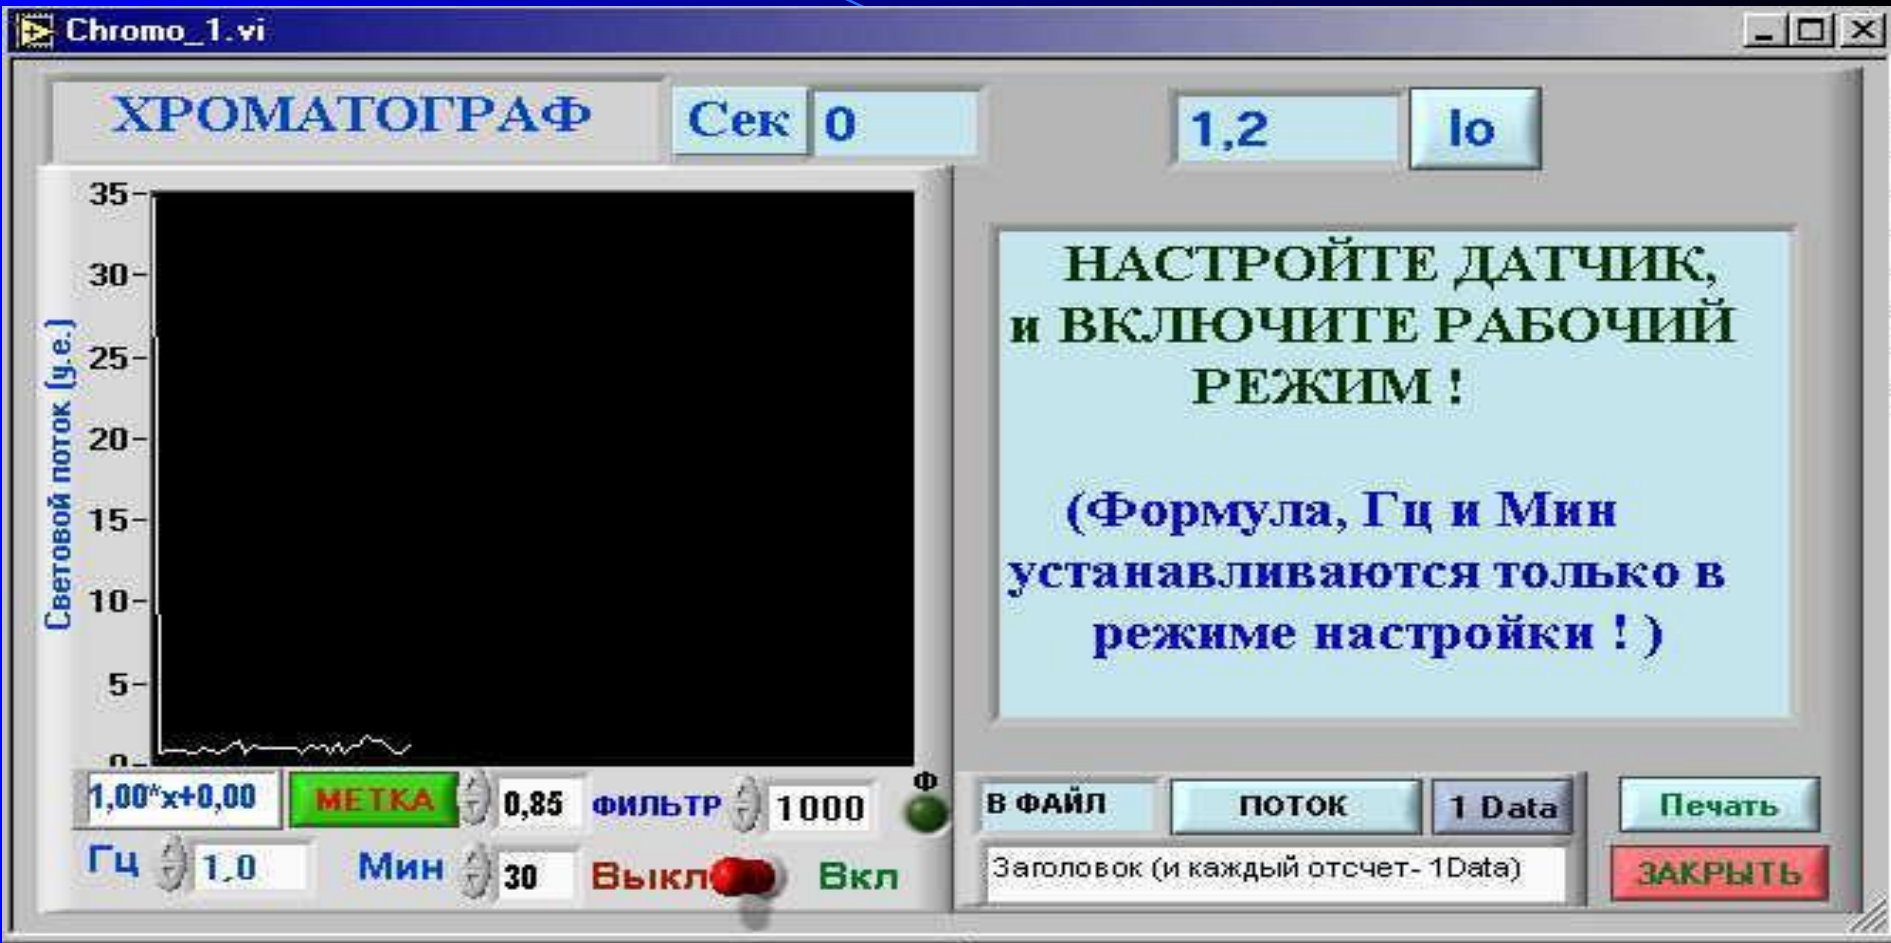 Chromo_1.vi
ХРОМАТОГРАФ
Сек 0
1,2 Io
Световой поток (у.е.)
35
30
25
20
15
10
5
0
НАСТРОЙТЕ ДАТЧИК,
и ВКЛЮЧИТЕ РАБОЧИЙ
РЕЖИМ !
(Формула, Гц и Мин
устанавливаются только в
режиме настройки ! )
1,00*x+0,00 МЕТКА 0,85 ФИЛЬТР 1000 Ф
Гц 1,0 Мин 30 Выкл Вкл
В ФАЙЛ ПОТОК 1 Data Печать
Заголовок (и каждый отсчет- 1Data) ЗАКРЫТЬ